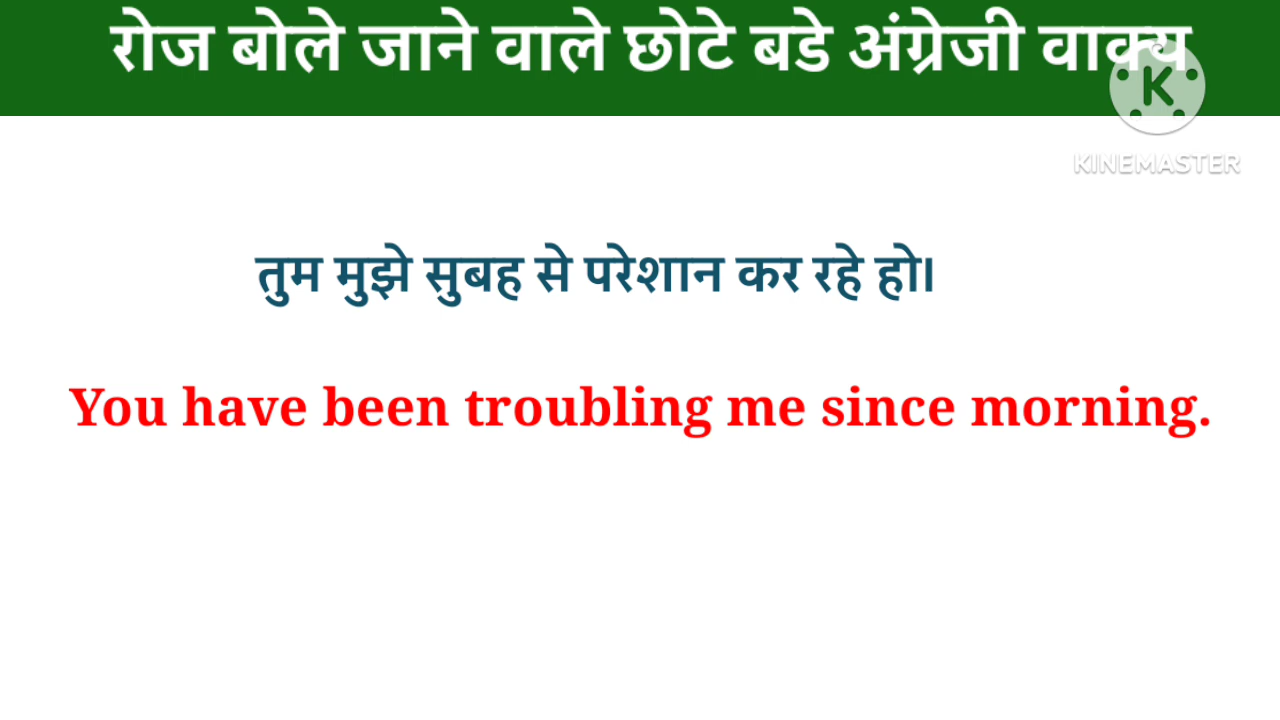 रोज बोले जाने वाले छोटे बडे अंग्रेजी वाक्य
K
KINEMASTER
तुम मुझे सुबह से परेशान कर रहे हो।
You have been troubling me since morning.